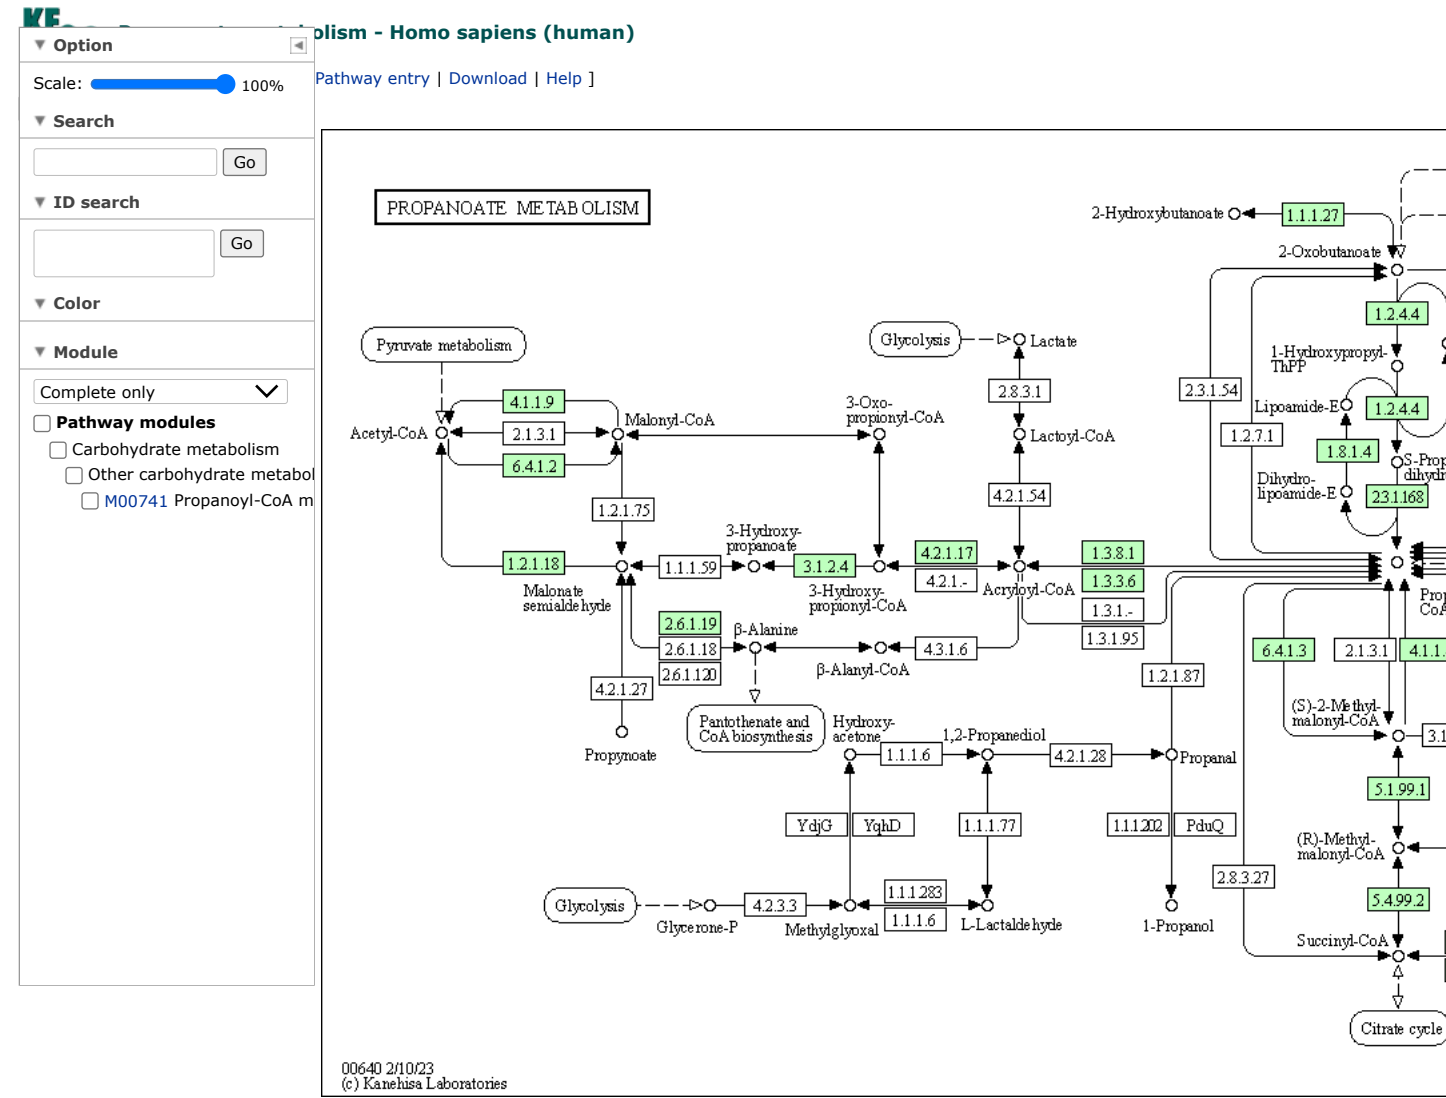 KE
olism - Homo sapiens (human)
Option
Pathway entry | Download | Help ]
Scale:
100%
Search
Go
ID search
Go
Color
Module
Complete only
Pathway modules
Carbohydrate metabolism
Other carbohydrate metabol
M00741 Propanoyl-CoA m
PROPANOATE METABOLISM
2-Hydroxybutanoate
1.1.1.27
2-Oxobutanoate
1.2.4.4
Pyruvate metabolism
Glycolysis
Lactate
1-Hydroxypropyl-
ThPP
2.8.3.1
2.3.1.54
4.1.1.9
3-Oxo-
propionyl-CoA
Lipoamide-E
1.2.4.4
Acetyl-CoA
2.1.3.1
Malonyl-CoA
Lactoyl-CoA
1.2.7.1
6.4.1.2
1.8.1.4
S-Prop
dihydr
Dihydro-
lipoamide-E
2.3.1.168
1.2.1.75
4.2.1.54
3-Hydroxy-
propanoate
1.2.1.18
1.1.1.59
3.1.2.4
4.2.1.17
4.2.1.-
1.3.8.1
1.3.3.6
1.3.1.-
1.3.1.95
Malonate
semialdehyde
3-Hydroxy-
propionyl-CoA
Acryloyl-CoA
Prop
CoA
2.6.1.19
2.6.1.18
2.6.1.120
β-Alanine
4.3.1.6
β-Alanyl-CoA
6.4.1.3
2.1.3.1
4.1.1.
4.2.1.27
1.2.1.87
Pantothenate and
CoA biosynthesis
(S)-2-Methyl-
malonyl-CoA
3.1
Propynoate
Hydroxy-
acetone
1.1.1.6
1,2-Propanediol
4.2.1.28
Propanal
5.1.99.1
YdjG
YqhD
1.1.1.77
1.1.1.202
PduQ
(R)-Methyl-
malonyl-CoA
2.8.3.27
Glycolysis
Glycerone-P
4.2.3.3
Methylglyoxal
1.1.1.283
1.1.1.6
L-Lactaldehyde
1-Propanol
5.4.99.2
Succinyl-CoA
Citrate cycle
00640 2/10/23
(c) Kanehisa Laboratories